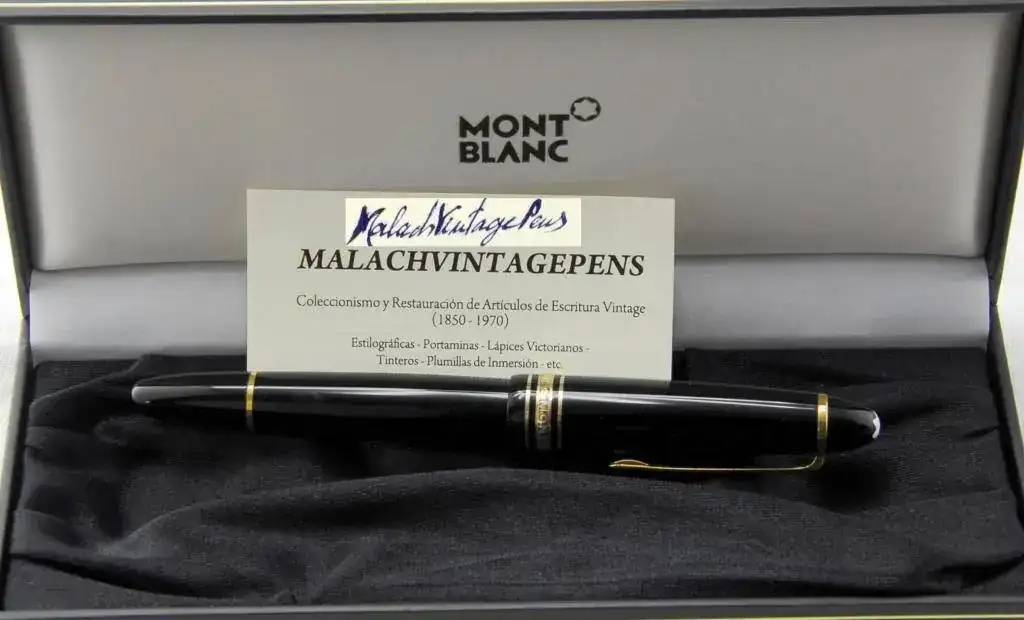 MONT
BLANC
MalachVintagePens
MALACHVINTAGEPENS
Coleccionismo y Restauración de Artículos de Escritura Vintage
(1850 - 1970)
Estilográficas - Portaminas - Lápices Victorianos -
Tinteros - Plumillas de Inmersión - etc.